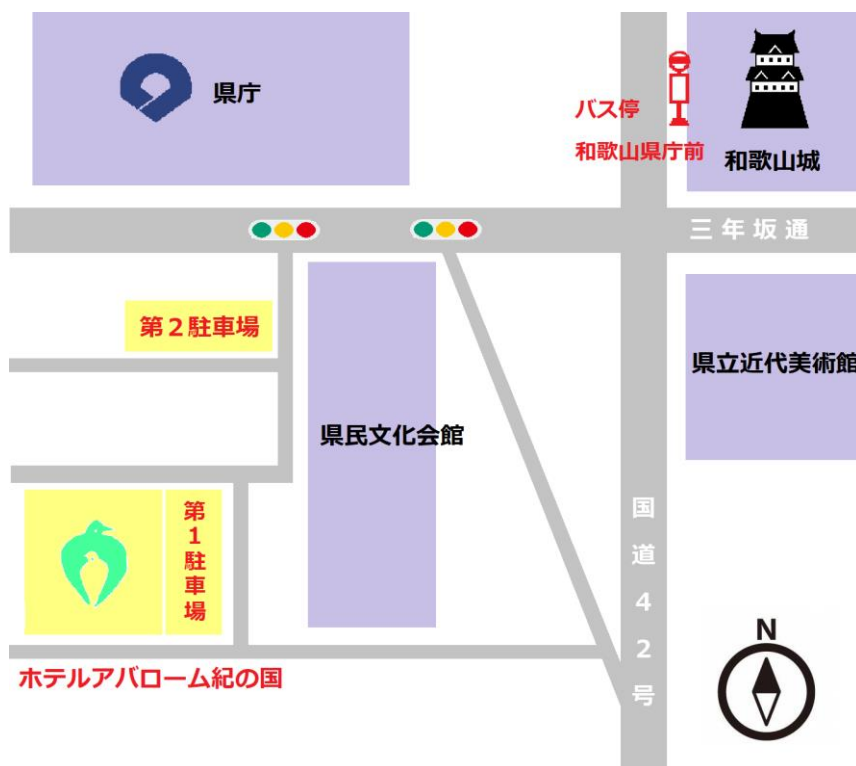 県庁
バス停
和歌山県庁前
和歌山城
三年坂通
第2駐車場
県立近代美術館
県民文化会館
第1駐車場
国道42号
ホテルアバローム紀の国
N